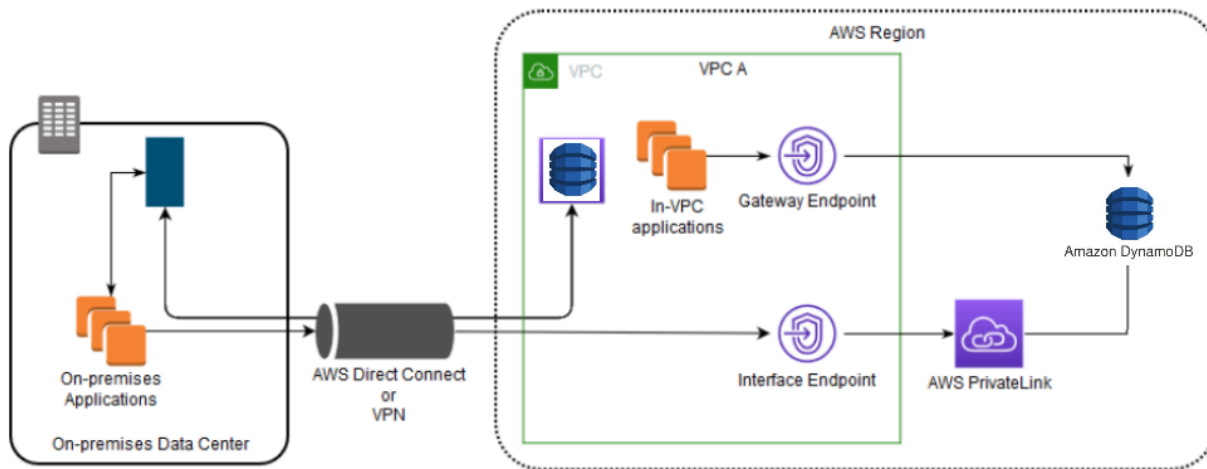 AWS Region
VPC
VPC A
In-VPC
applications
Gateway Endpoint
Amazon DynamoDB
On-premises
Applications
On-premises Data Center
AWS Direct Connect
or
VPN
Interface Endpoint
AWS PrivateLink